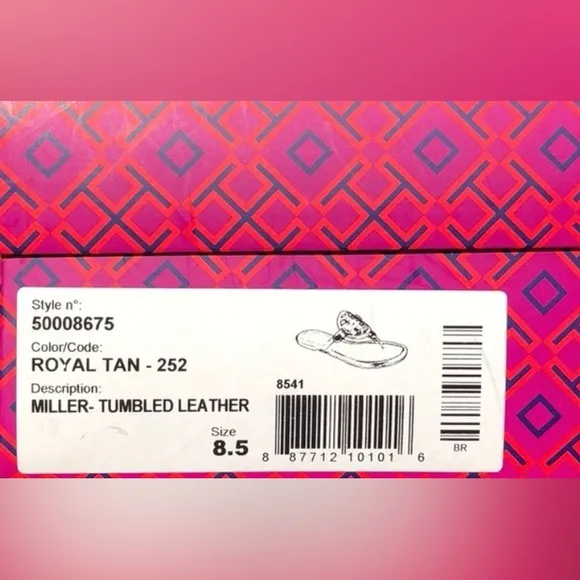 Style n°:
50008675
Color/Code:
ROYAL TAN - 252
Description:
MILLER- TUMBLED LEATHER
Size
8.5
8541
8 87712 10101 6
BR